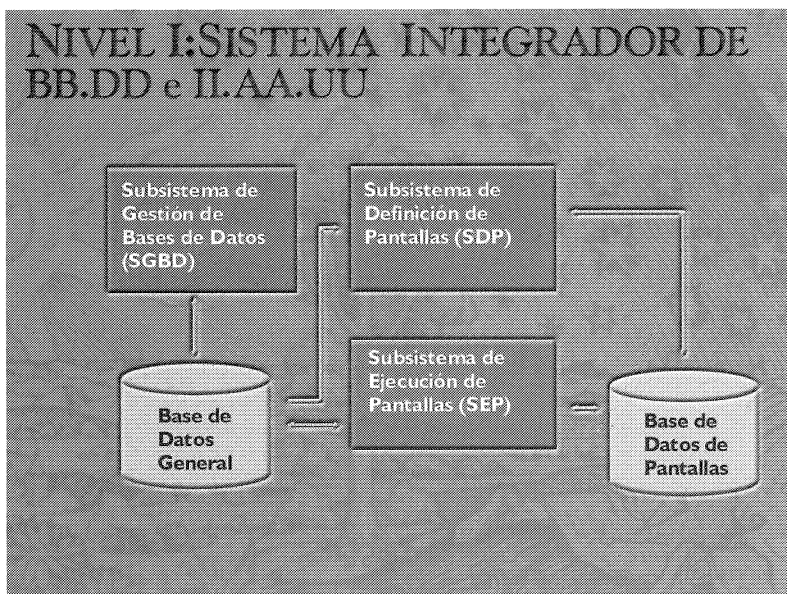 NIVEL I:SISTEMA INTEGRADOR DE
BB.DD e II.AA.UU
Subsistema de
Gestión de
Bases de Datos
(SGBD)
Subsistema de
Definición de
Pantallas (SDP)
Subsistema de
Ejecución de
Pantallas (SEP)
Base de
Datos
General
Base de
Datos de
Pantallas